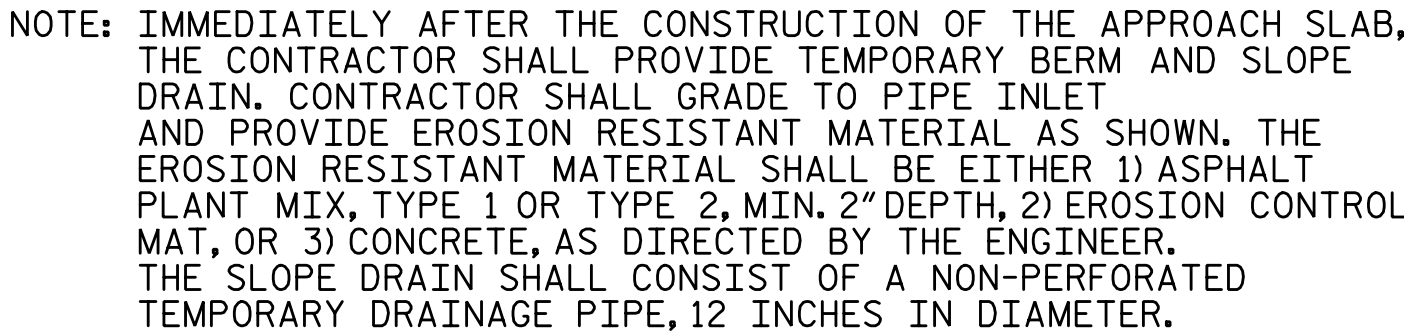 NOTE: IMMEDIATELY AFTER THE CONSTRUCTION OF THE APPROACH SLAB,
THE CONTRACTOR SHALL PROVIDE TEMPORARY BERM AND SLOPE
DRAIN. CONTRACTOR SHALL GRADE TO PIPE INLET
AND PROVIDE EROSION RESISTANT MATERIAL AS SHOWN. THE
EROSION RESISTANT MATERIAL SHALL BE EITHER 1) ASPHALT
PLANT MIX, TYPE 1 OR TYPE 2, MIN. 2" DEPTH, 2) EROSION CONTROL
MAT, OR 3) CONCRETE, AS DIRECTED BY THE ENGINEER.
THE SLOPE DRAIN SHALL CONSIST OF A NON-PERFORATED
TEMPORARY DRAINAGE PIPE, 12 INCHES IN DIAMETER.